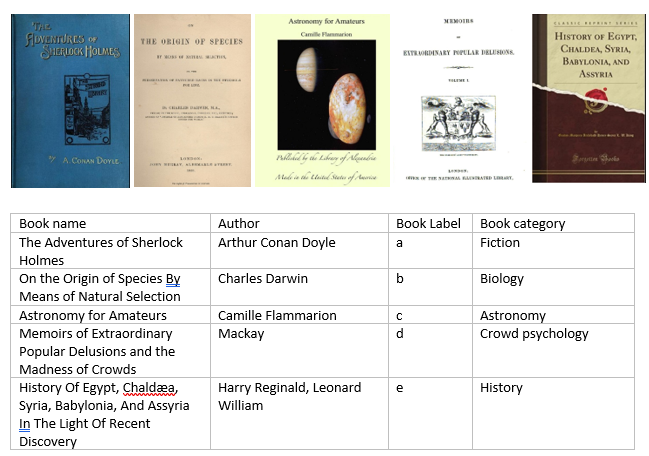 THE
ADVENTURES OF
SHERLOCK HOLMES
BY A. CONAN DOYLE
ON
THE ORIGIN OF SPECIES
BY MEANS OF NATURAL SELECTION,
BY CHARLES DARWIN, M.A.,
LONDON:
JOHN MURRAY, ALBEMARLE STREET.
Astronomy for Amateurs
Camille Flammarion
Published by the Library of Alexandria
Made in the United States of America
MEMOIRS
OF
EXTRAORDINARY POPULAR DELUSIONS.
VOLUME I.
LONDON:
OFFICE OF THE NATIONAL ILLUSTRATED LIBRARY,
CLASSIC REPRINT SERIES
HISTORY OF EGYPT,
CHALDEA, SYRIA,
BABYLONIA, AND
ASSYRIA
Forgotten Books
Book name Author Book Label Book category
The Adventures of Sherlock Arthur Conan Doyle a Fiction
Holmes
On the Origin of Species By Charles Darwin b Biology
Means of Natural Selection
Astronomy for Amateurs Camille Flammarion c Astronomy
Memoirs of Extraordinary Mackay d Crowd psychology
Popular Delusions and the
Madness of Crowds
History Of Egypt, Chaldæa, Harry Reginald, Leonard e History
Syria, Babylonia, And Assyria William
In The Light Of Recent
Discovery